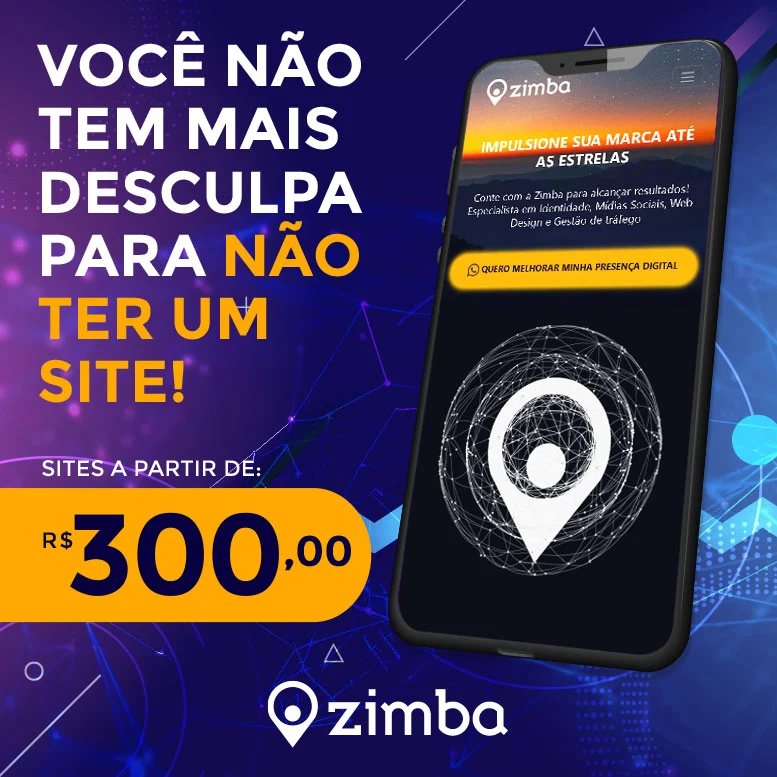 VOCÊ NÃO
TEM MAIS
DESCULPA
PARA NÃO
TER UM
SITE!
SITES A PARTIR DE:
R$300,00
zimba
IMPULSIONE SUA MARCA ATÉ
AS ESTRELAS
Conte com a Zimba para alcançar resultados!
Especialista em Identidade, Mídias Sociais, Web
Design e Gestão de tráfego
QUERO MELHORAR MINHA PRESENÇA DIGITAL
zimba